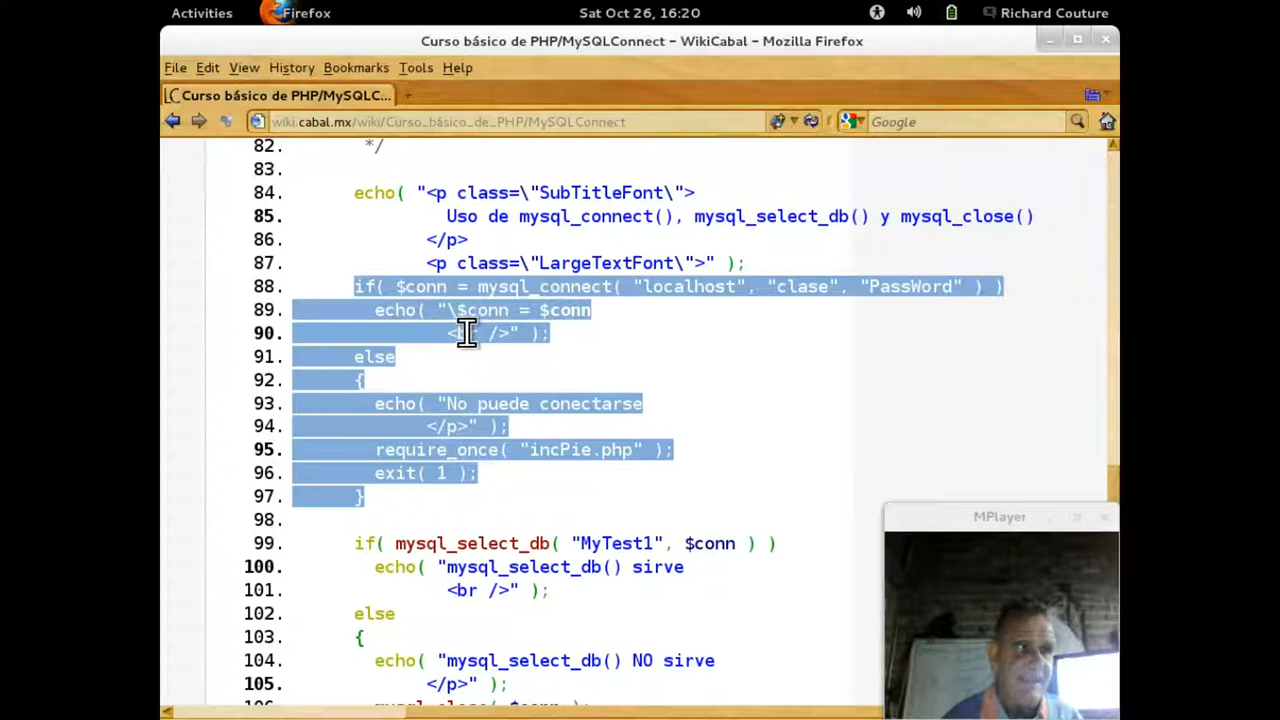 Activities Firefox Sat Oct 26, 16:20 Richard Couture
Curso básico de PHP/MySQLConnect – WikiCabal – Mozilla Firefox
File Edit View History Bookmarks Tools Help
Curso básico de PHP/MySQLC...
wiki.cabal.mx/wiki/Curso_básico_de_PHP/MySQLConnect Google
82. */
83.
84. echo( "<p class=\"SubTitleFont\">
85. Uso de mysql_connect(), mysql_select_db() y mysql_close()
86. </p>
87. <p class=\"LargeTextFont\">" );
88. if( $conn = mysql_connect( "localhost", "clase", "PassWord" ) )
89. echo( "\$conn = $conn
90. <br />" );
91. else
92. {
93. echo( "No puede conectarse
94. </p>" );
95. require_once( "incPie.php" );
96. exit( 1 );
97. }
98.
99. if( mysql_select_db( "MyTest1", $conn ) )
100. echo( "mysql_select_db() sirve
101. <br />" );
102. else
103. {
104. echo( "mysql_select_db() NO sirve
105. </p>" );
106. mysql_close( $conn );
MPlayer